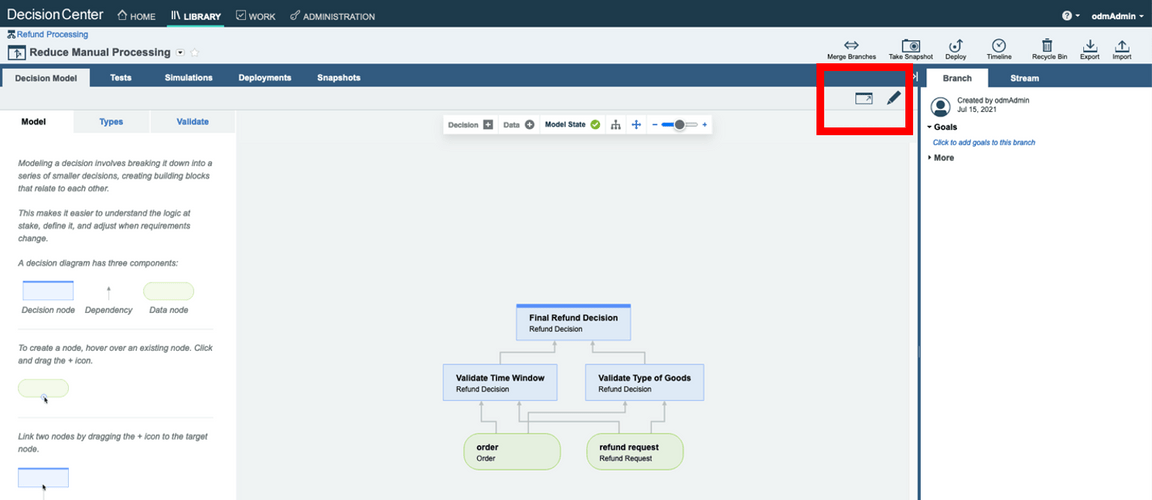 DecisionCenter HOME LIBRARY WORK ADMINISTRATION ? odmAdmin
Refund Processing
Reduce Manual Processing
Merge Branches Take Snapshot Deploy Timeline Recycle Bin Export Import
Decision Model Tests Simulations Deployments Snapshots Branch Stream
Created by odmAdmin
Jul 15, 2021
Goals
Click to add goals to this branch
More
Model Types Validate
Decision Data Model State
Modeling a decision involves breaking it down into a
series of smaller decisions, creating building blocks
that relate to each other.
This makes it easier to understand the logic at
stake, define it, and adjust when requirements
change.
A decision diagram has three components:
Decision node Dependency Data node
To create a node, hover over an existing node. Click
and drag the + icon.
Link two nodes by dragging the + icon to the target
node.
Final Refund Decision
Refund Decision
Validate Time Window
Refund Decision
Validate Type of Goods
Refund Decision
order
Order
refund request
Refund Request